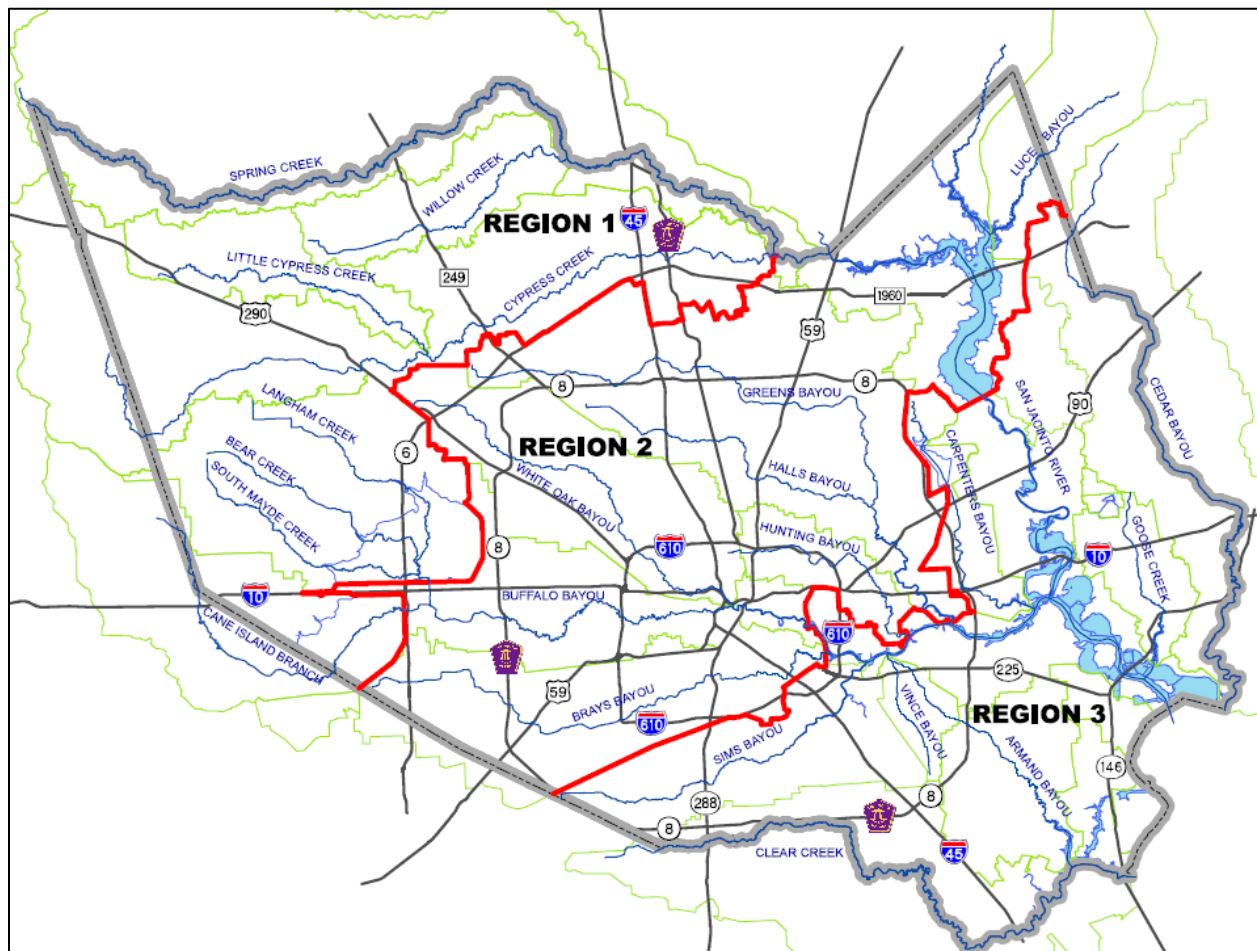 LUCE BAYOU
SPRING CREEK
WILLOW CREEK
REGION 1
45
LITTLE CYPRESS CREEK
249
CYPRESS CREEK
1960
290
59
8
8
GREENS BAYOU
SAN JACINTO RIVER
90
CEDAR BAYOU
LANGHAM CREEK
REGION 2
6
BEAR CREEK
SOUTH MAYDE CREEK
WHITE OAK BAYOU
HALLS BAYOU
CARPENTERS BAYOU
HUNTING BAYOU
GOOSE CREEK
610
8
10
10
BUFFALO BAYOU
CANE ISLAND BRANCH
610
59
BRAYS BAYOU
225
VINCE BAYOU
REGION 3
610
SIMS BAYOU
ARMAND BAYOU
146
288
8
8
CLEAR CREEK
45